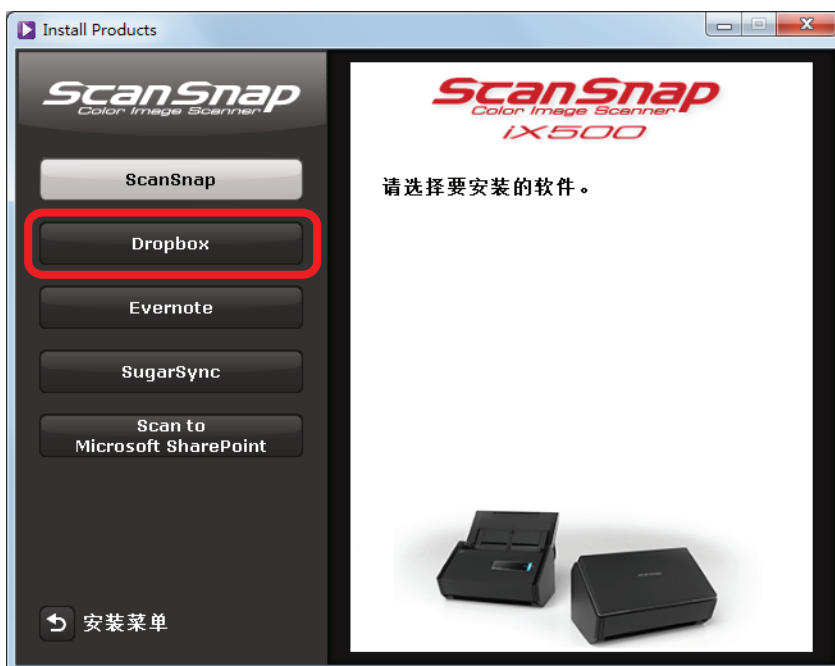 Install Products
ScanSnap
Color Image Scanner
ScanSnap
Dropbox
Evernote
SugarSync
Scan to
Microsoft SharePoint
安装菜单
ScanSnap
Color Image Scanner
iX500
请选择要安装的软件。